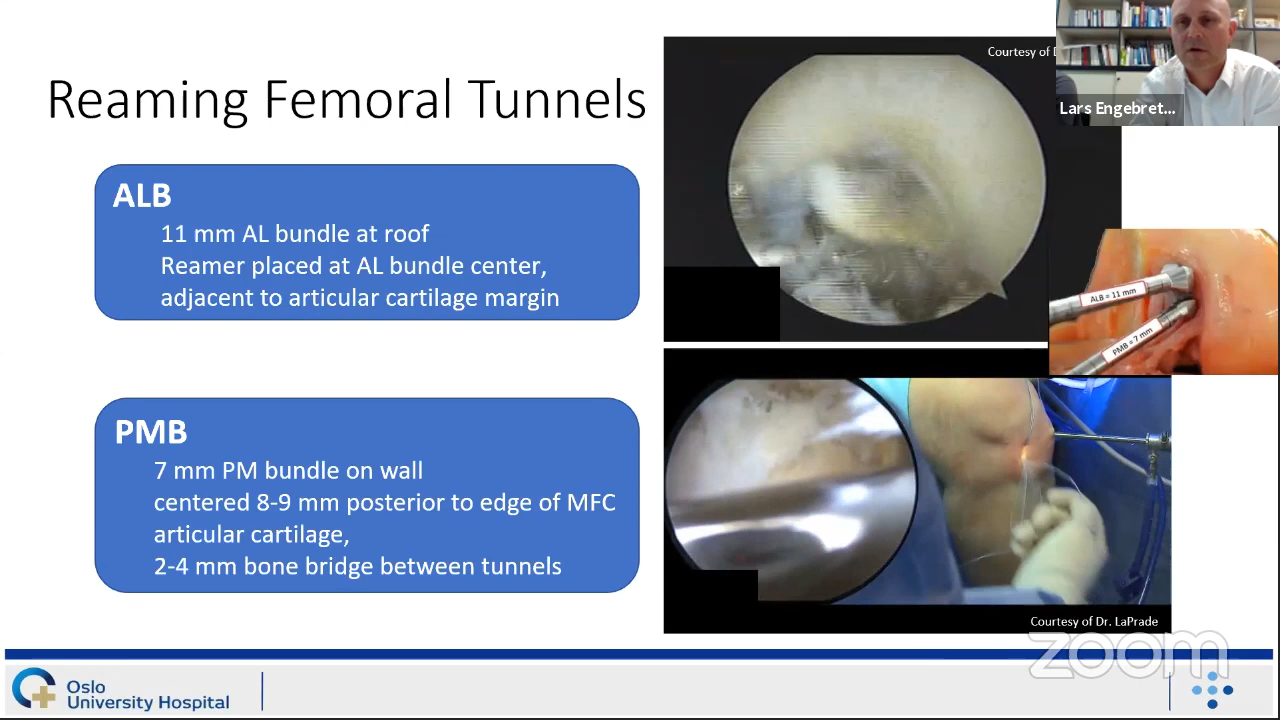 Reaming Femoral Tunnels
ALB
11 mm AL bundle at roof
Reamer placed at AL bundle center,
adjacent to articular cartilage margin
PMB
7 mm PM bundle on wall
centered 8-9 mm posterior to edge of MFC
articular cartilage,
2-4 mm bone bridge between tunnels
Courtesy of D
Lars Engebret...
ALB = 11 mm
PMB = 7 mm
Courtesy of Dr. LaPrade
zoom
Oslo
University Hospital